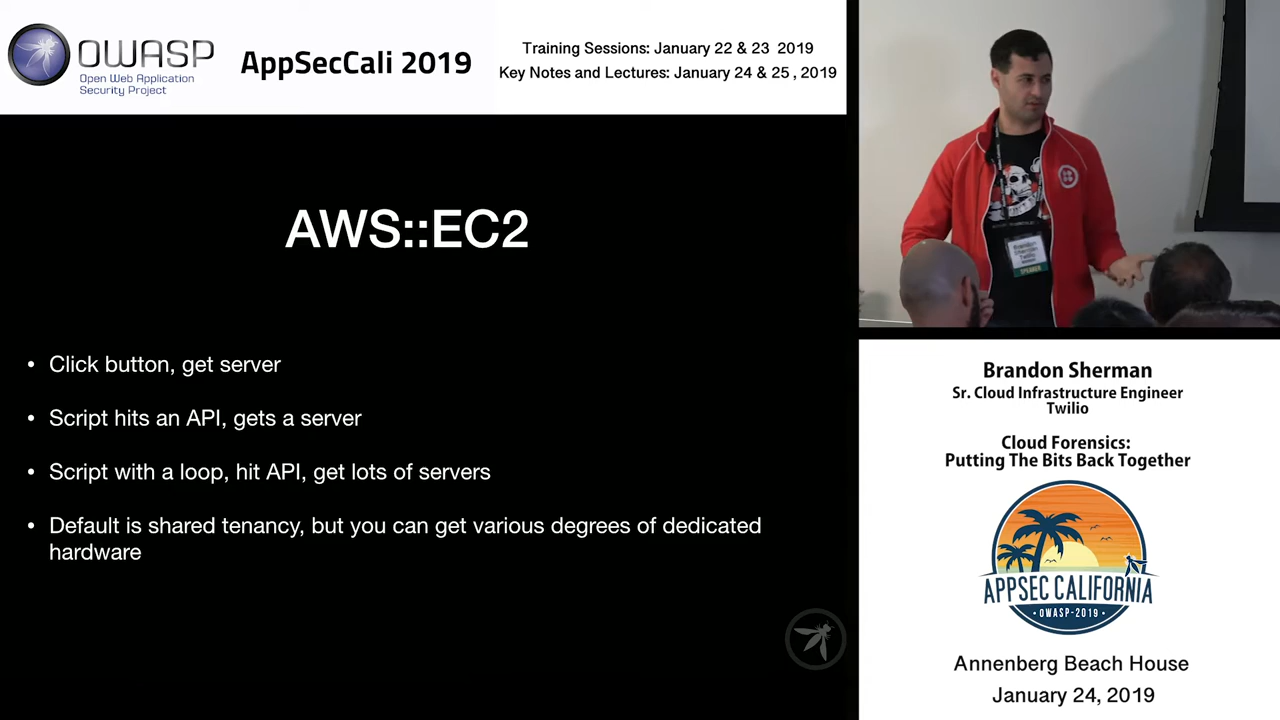 OWASP
Open Web Application
Security Project
AppSecCali 2019
Training Sessions: January 22 & 23 2019
Key Notes and Lectures: January 24 & 25 , 2019
AWS::EC2
• Click button, get server
• Script hits an API, gets a server
• Script with a loop, hit API, get lots of servers
• Default is shared tenancy, but you can get various degrees of dedicated
hardware
Brandon
Sherman
Twilio
SPEAKER
Brandon Sherman
Sr. Cloud Infrastructure Engineer
Twilio
Cloud Forensics:
Putting The Bits Back Together
APPSEC CALIFORNIA
• OWASP-2019 •
Annenberg Beach House
January 24, 2019